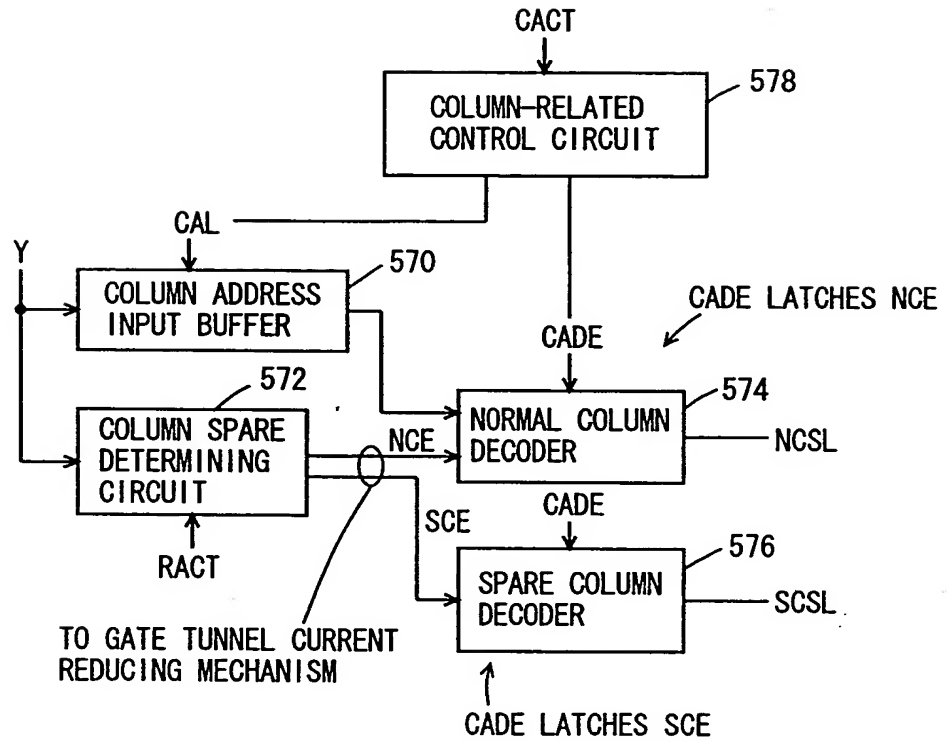 CACT
578
COLUMN-RELATED
CONTROL CIRCUIT
CAL
Y
570
COLUMN ADDRESS
INPUT BUFFER
CADE LATCHES NCE
CADE
572
574
COLUMN SPARE
DETERMINING
CIRCUIT
NCE
NORMAL COLUMN
DECODER
NCSL
SCE
CADE
576
RACT
SPARE COLUMN
DECODER
SCSL
TO GATE TUNNEL CURRENT
REDUCING MECHANISM
CADE LATCHES SCE